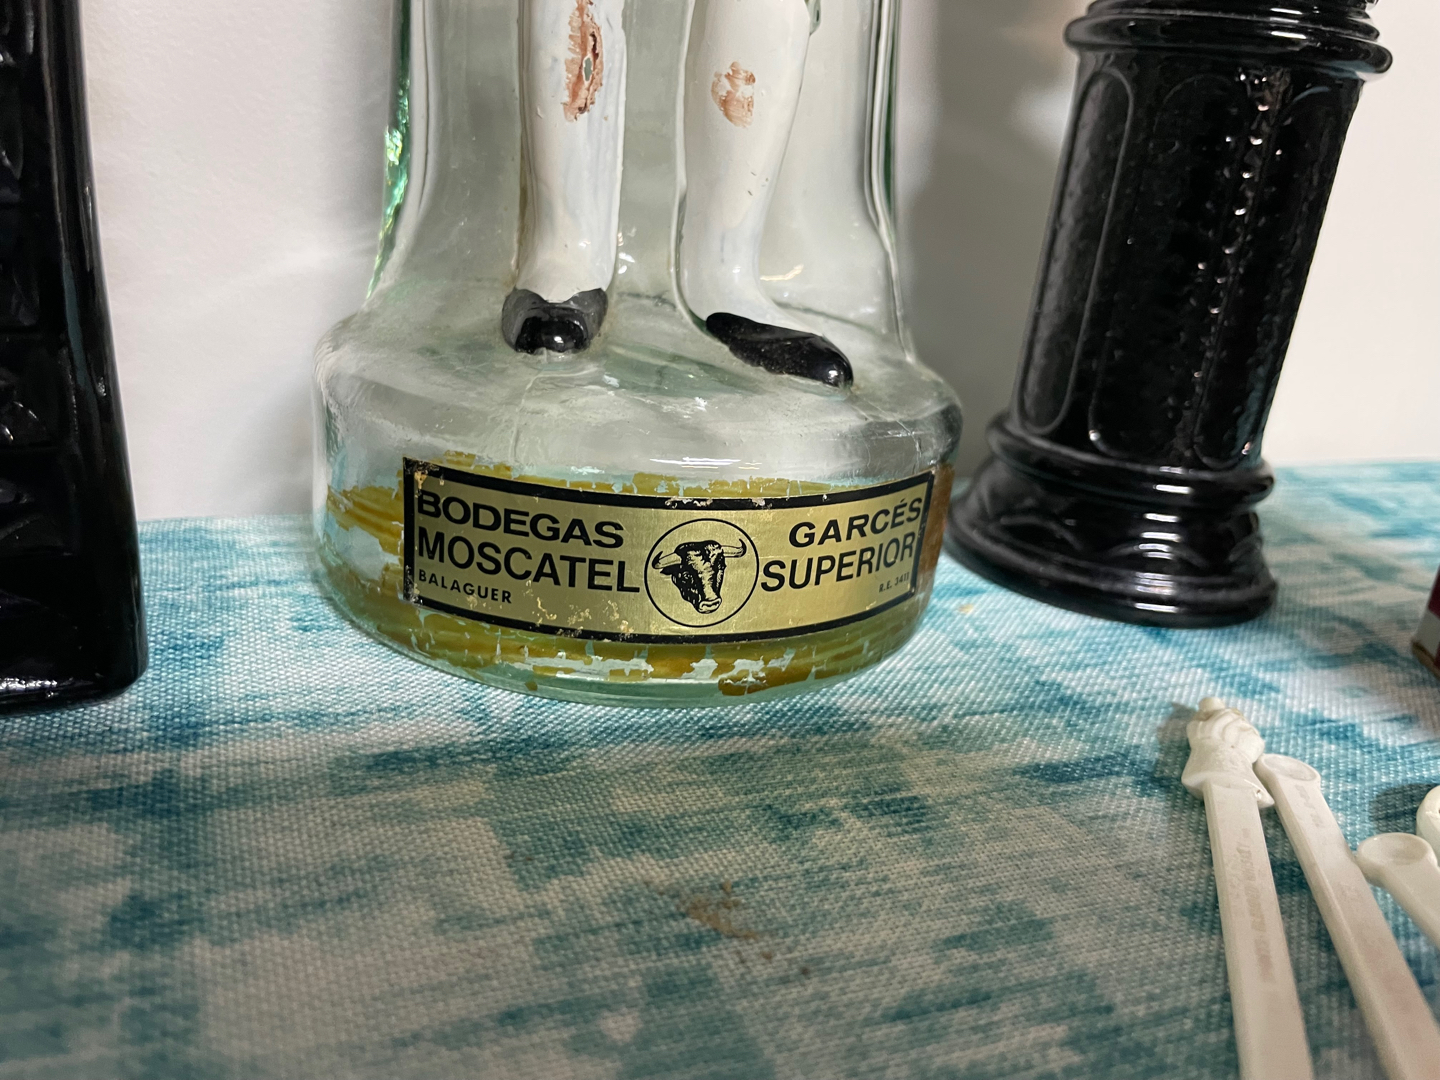 BODEGAS GARCÉS
MOSCATEL SUPERIOR
BALAGUER